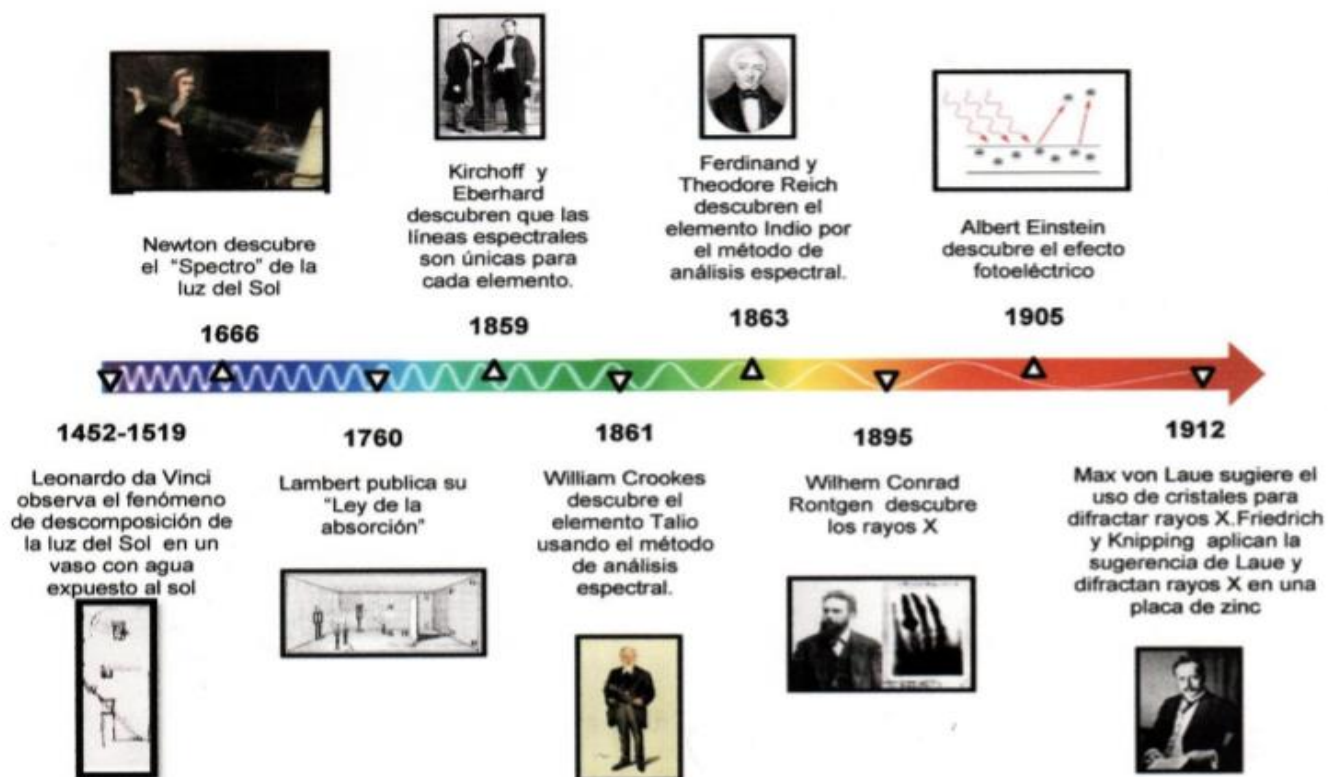 Newton descubre
el "Spectro" de la
luz del Sol
1666
Kirchoff y
Eberhard
descubren que las
líneas espectrales
son únicas para
cada elemento.
1859
Ferdinand y
Theodore Reich
descubren el
elemento Indio por
el método de
análisis espectral.
1863
Albert Einstein
descubre el efecto
fotoeléctrico
1905
1452-1519
Leonardo da Vinci
observa el fenómeno
de descomposición de
la luz del Sol en un
vaso con agua
expuesto al sol
1760
Lambert publica su
"Ley de la
absorción"
1861
William Crookes
descubre el
elemento Talio
usando el método
de análisis
espectral.
1895
Wilhem Conrad
Rontgen descubre
los rayos X
1912
Max von Laue sugiere el
uso de cristales para
difractar rayos X.Friedrich
y Knipping aplican la
sugerencia de Laue y
difractan rayos X en una
placa de zinc